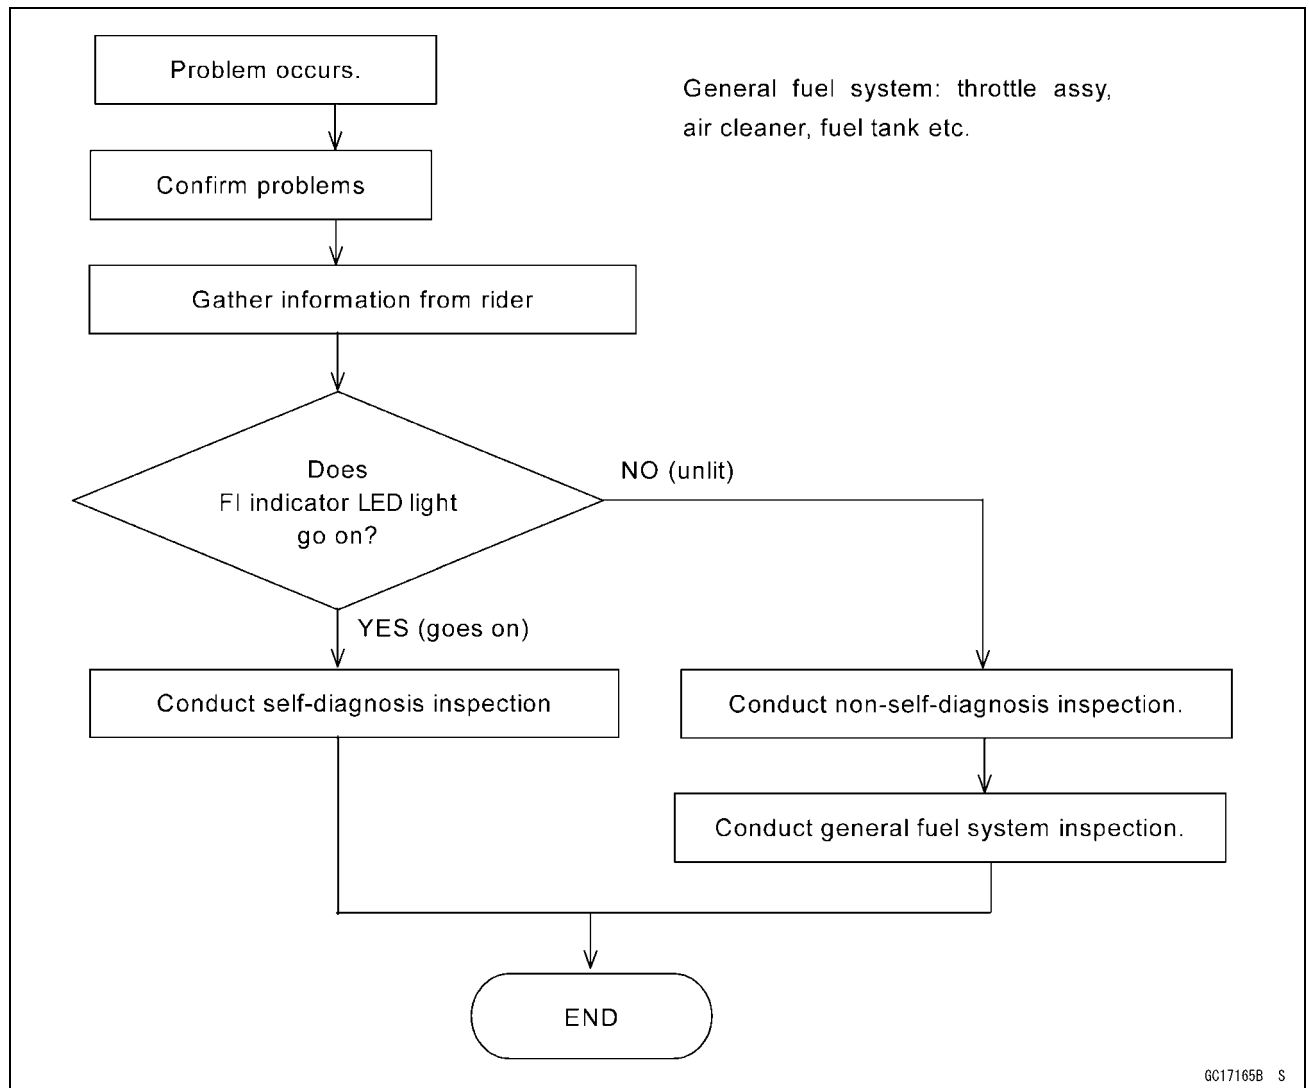 Problem occurs.
General fuel system: throttle assy,
air cleaner, fuel tank etc.
Confirm problems
Gather information from rider
Does
FI indicator LED light
go on?
NO (unlit)
YES (goes on)
Conduct self-diagnosis inspection
Conduct non-self-diagnosis inspection.
Conduct general fuel system inspection.
END
GC17165B S